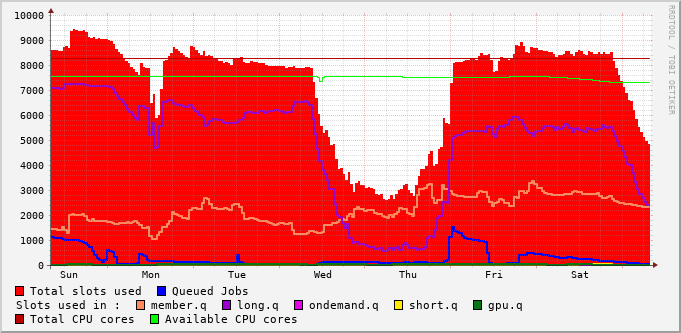 10000
9000
8000
7000
6000
5000
4000
3000
2000
1000
0
Sun Mon Tue Wed Thu Fri Sat
RRDTOOL / TOBI OETIKER
Total slots used Queued Jobs
Slots used in : member.q long.q ondemand.q short.q gpu.q
Total CPU cores Available CPU cores